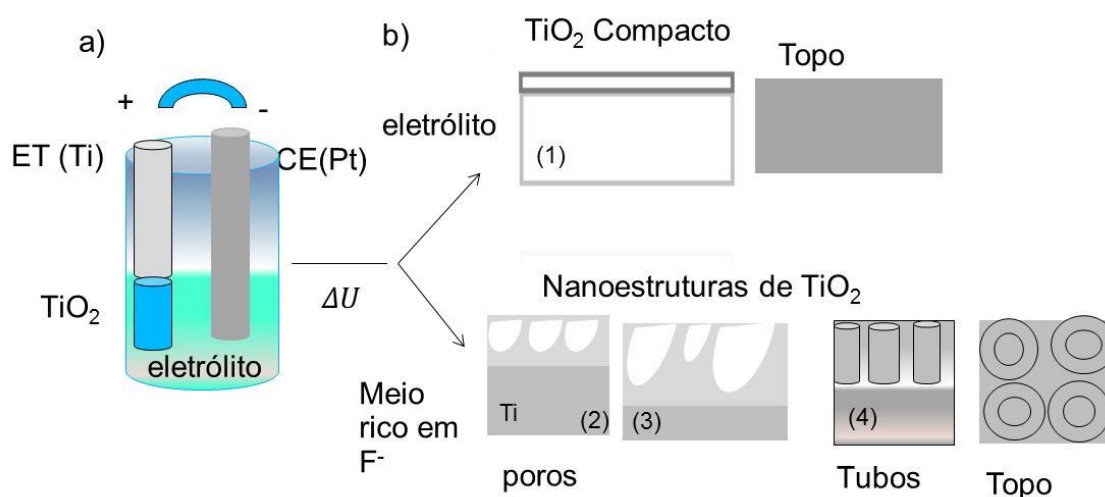 a)
+
-
ET (Ti)
CE(Pt)
TiO₂
eletrólito
ΔU
b)
TiO₂ Compacto
Topo
eletrólito
(1)
Nanoestruturas de TiO₂
Meio
rico em
F⁻
Ti
(2)
(3)
(4)
poros
Tubos
Topo